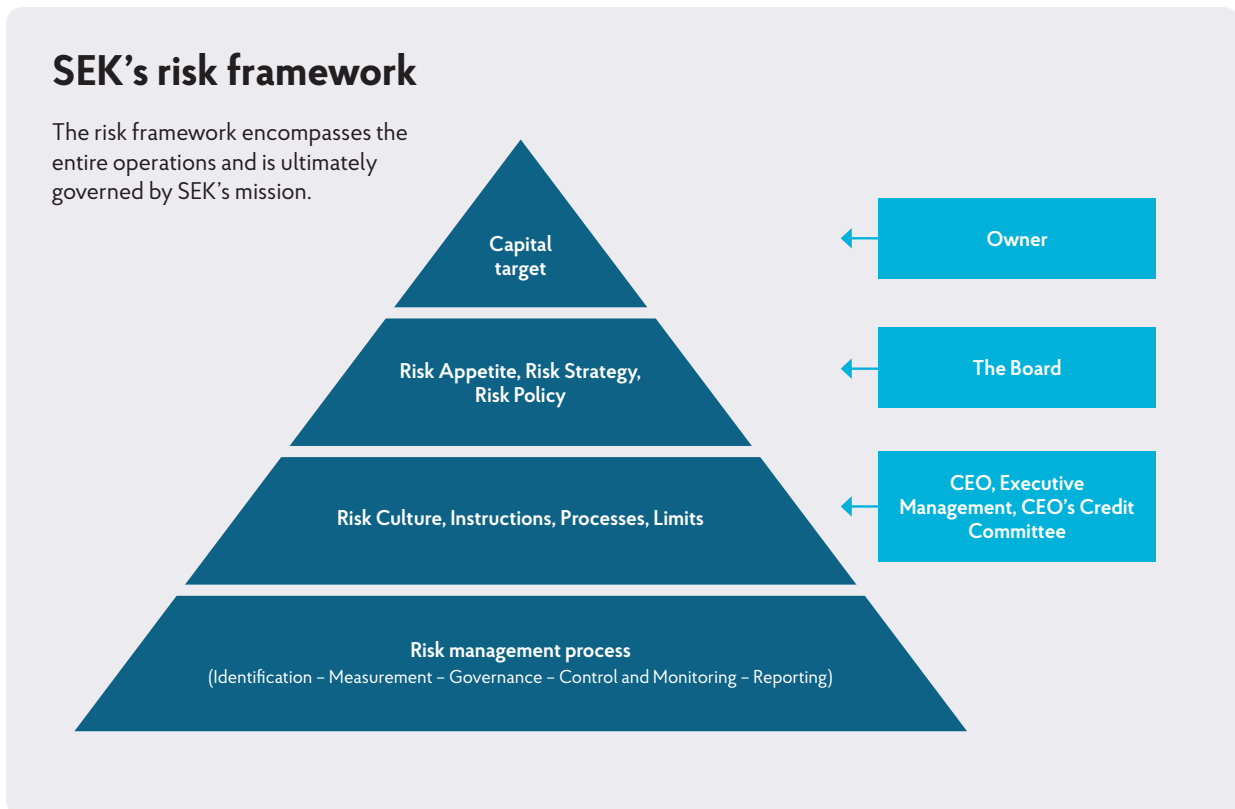 SEK’s risk framework
The risk framework encompasses the
entire operations and is ultimately
governed by SEK’s mission.
Capital
target
Owner
Risk Appetite, Risk Strategy,
Risk Policy
The Board
Risk Culture, Instructions, Processes, Limits
CEO, Executive
Management, CEO’s Credit
Committee
Risk management process
(Identification – Measurement – Governance – Control and Monitoring – Reporting)